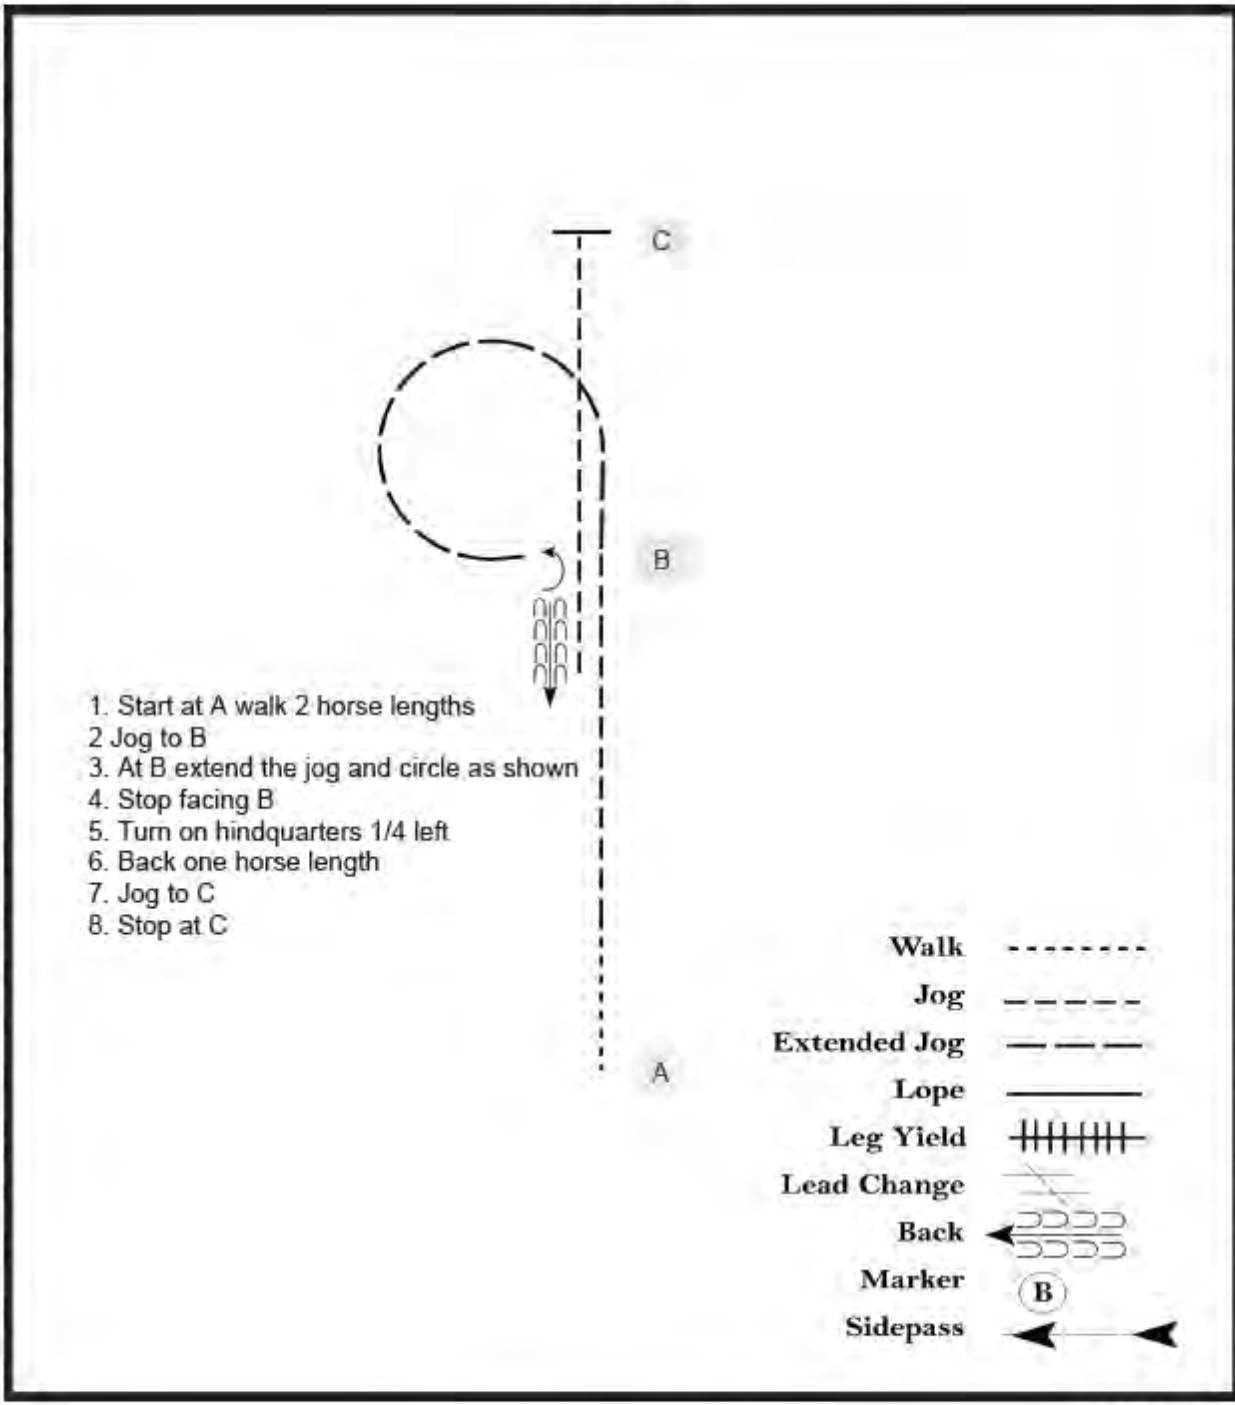 C
B
1. Start at A walk 2 horse lengths
2 Jog to B
3. At B extend the jog and circle as shown
4. Stop facing B
5. Turn on hindquarters 1/4 left
6. Back one horse length
7. Jog to C
8. Stop at C
A
Walk
Jog
Extended Jog
Lope
Leg Yield
Lead Change
Back
Marker B
Sidepass